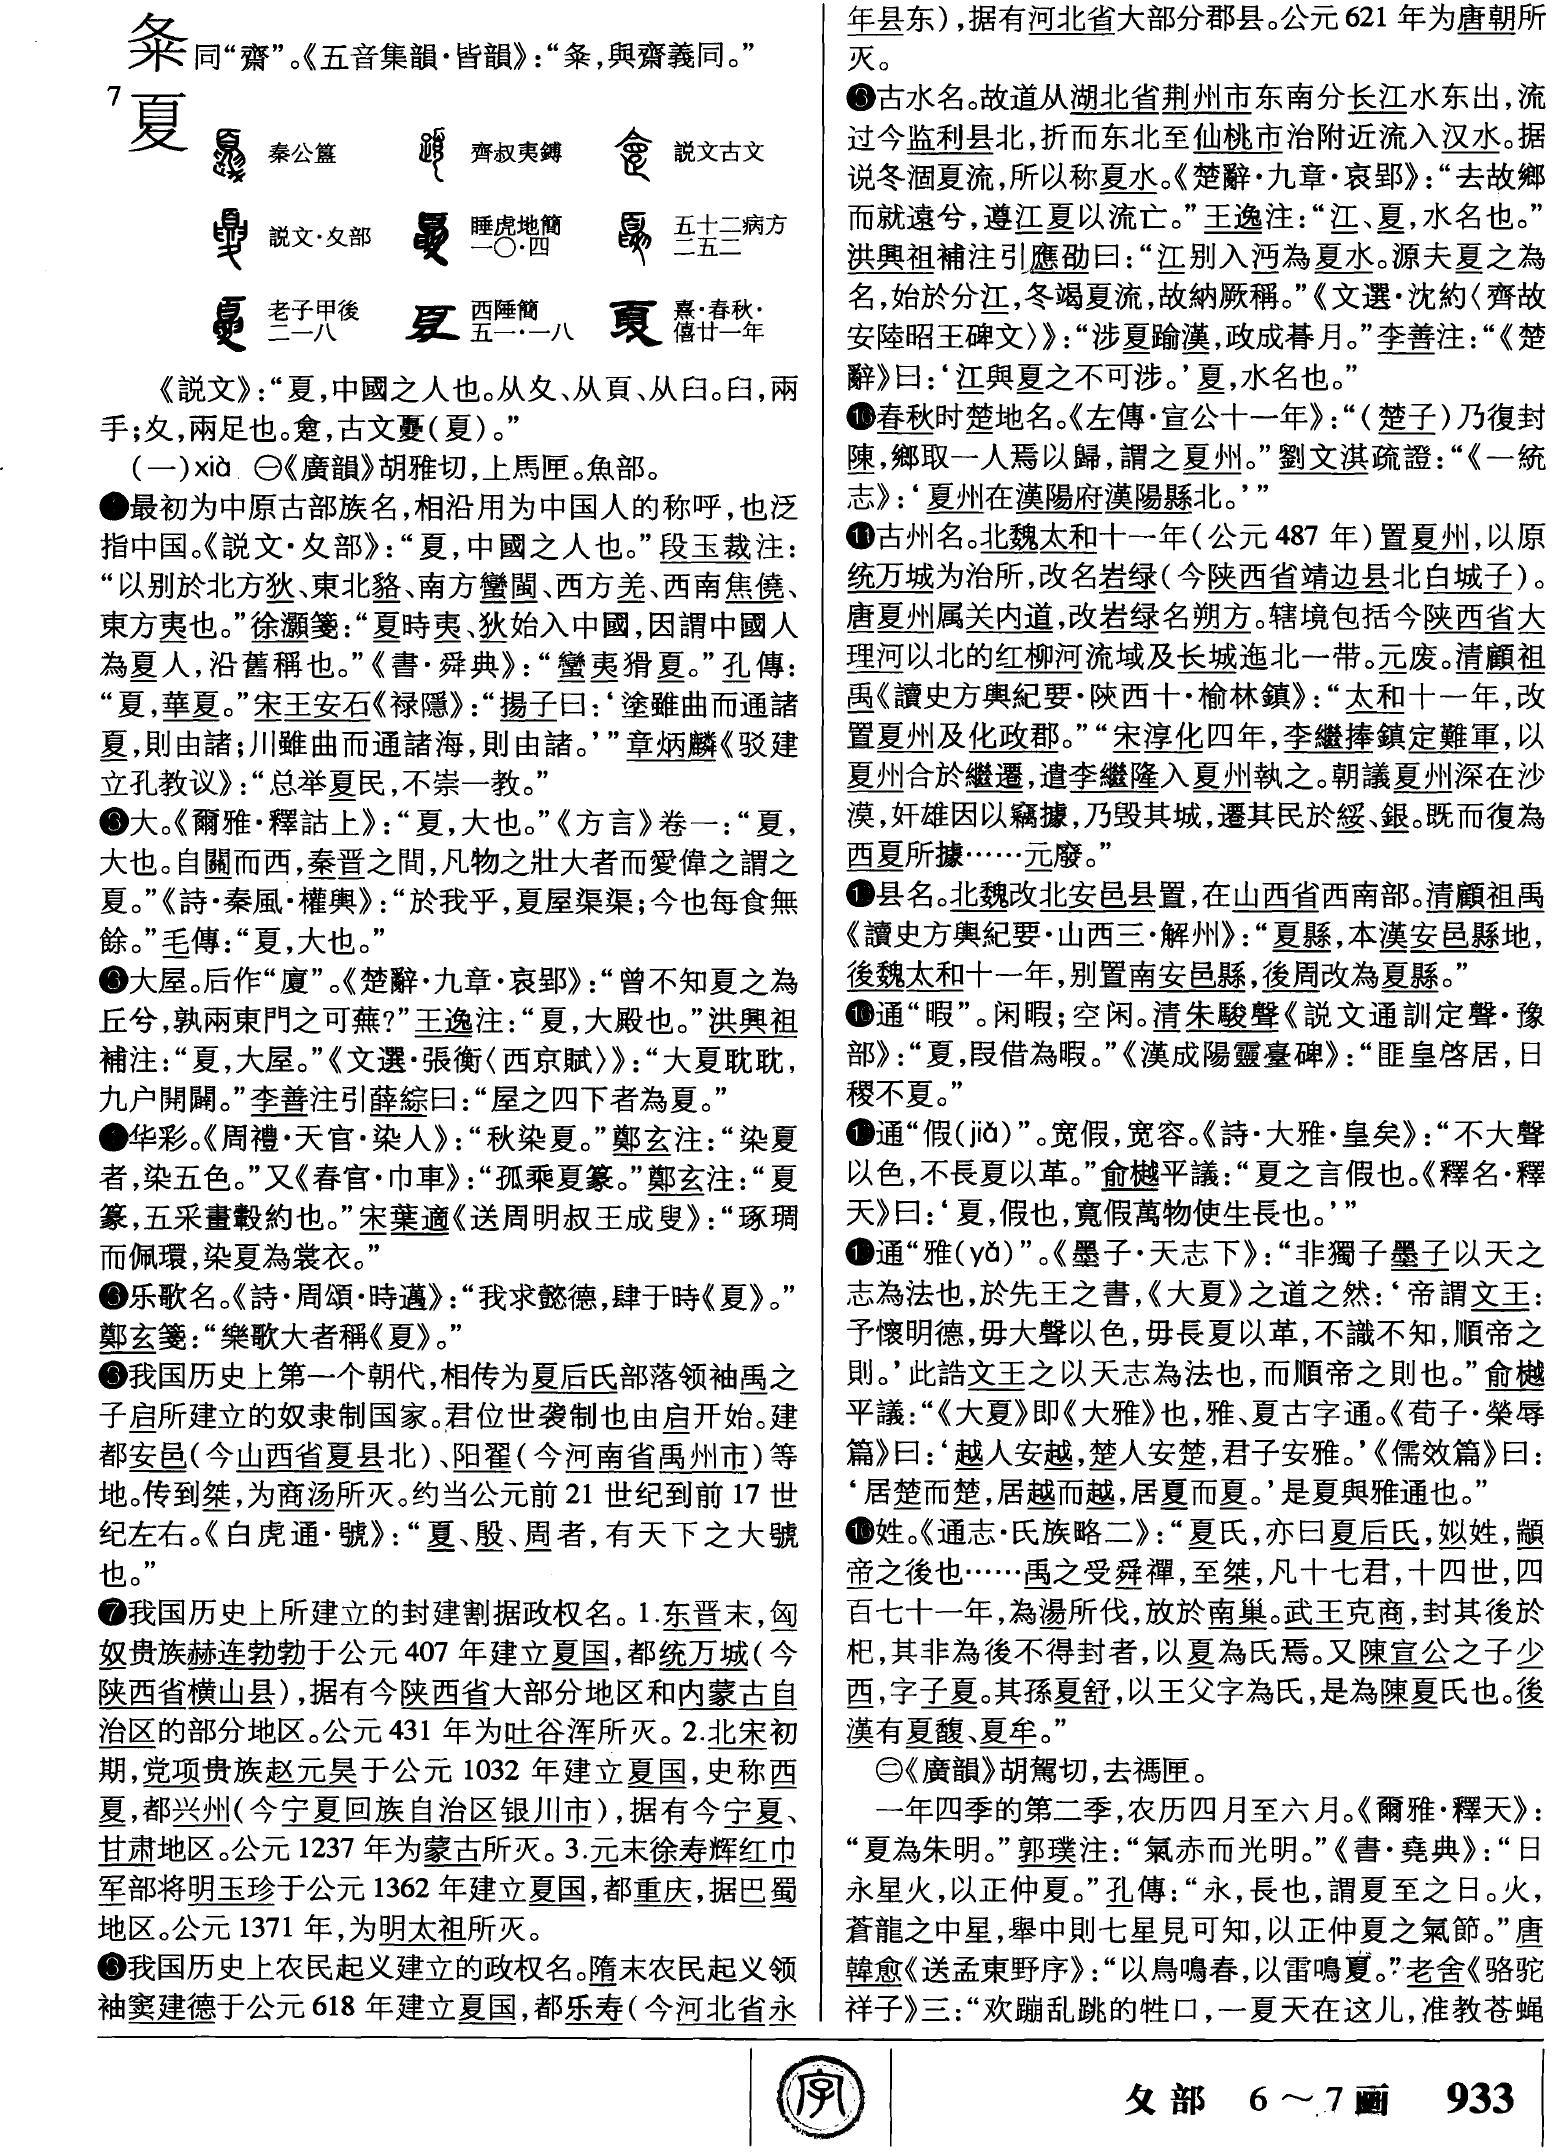 粂 同“齋”。《五音集韻·皆韻》：“粂，與齋義同。”
7 夏
秦公簋 齊叔夷鎛 説文古文
説文·夊部 睡虎地簡一〇·四 五十二病方二五二
老子甲後二一八 西陲簡五一·一八 熹·春秋·僖廿一年
《説文》：“夏，中國之人也。从夊、从頁、从𦥑。𦥑，兩
手；夊，兩足也。𡕾，古文夓（夏）。”
（一）xià ㊀《廣韻》胡雅切，上馬匣。魚部。
❶最初为中原古部族名，相沿用为中国人的称呼，也泛
指中国。《説文·夊部》：“夏，中國之人也。”段玉裁注：
“以别於北方狄、東北貉、南方蠻閩、西方羌、西南焦僥、
東方夷也。”徐灝箋：“夏時夷、狄始入中國，因謂中國人
為夏人，沿舊稱也。”《書·舜典》：“蠻夷猾夏。”孔傳：
“夏，華夏。”宋王安石《禄隱》：“揚子曰：‘塗雖曲而通諸
夏，則由諸；川雖曲而通諸海，則由諸。’”章炳麟《驳建
立孔教议》：“总举夏民，不崇一教。”
❷大。《爾雅·釋詁上》：“夏，大也。”《方言》卷一：“夏，
大也。自關而西，秦晋之間，凡物之壯大者而愛偉之謂之
夏。”《詩·秦風·權輿》：“於我乎，夏屋渠渠；今也每食無
餘。”毛傳：“夏，大也。”
❸大屋。后作“廈”。《楚辭·九章·哀郢》：“曾不知夏之為
丘兮，孰兩東門之可蕪？”王逸注：“夏，大殿也。”洪興祖
補注：“夏，大屋。”《文選·張衡〈西京賦〉》：“大夏耽耽，
九户開闢。”李善注引薛綜曰：“屋之四下者為夏。”
❹华彩。《周禮·天官·染人》：“秋染夏。”鄭玄注：“染夏
者，染五色。”又《春官·巾車》：“孤乘夏篆。”鄭玄注：“夏
篆，五采畫轂約也。”宋葉適《送周明叔王成叟》：“琢琱
而佩環，染夏為裳衣。”
❺乐歌名。《詩·周頌·時邁》：“我求懿德，肆于時《夏》。”
鄭玄箋：“樂歌大者稱《夏》。”
❻我国历史上第一个朝代，相传为夏后氏部落领袖禹之
子启所建立的奴隶制国家。君位世袭制也由启开始。建
都安邑（今山西省夏县北）、阳翟（今河南省禹州市）等
地。传到桀，为商汤所灭。约当公元前21世纪到前17世
纪左右。《白虎通·號》：“夏、殷、周者，有天下之大號
也。”
❼我国历史上所建立的封建割据政权名。1.东晋末，匈
奴贵族赫连勃勃于公元407年建立夏国，都统万城（今
陕西省横山县），据有今陕西省大部分地区和内蒙古自
治区的部分地区。公元431年为吐谷浑所灭。2.北宋初
期，党项贵族赵元昊于公元1032年建立夏国，史称西
夏，都兴州（今宁夏回族自治区银川市），据有今宁夏、
甘肃地区。公元1237年为蒙古所灭。3.元末徐寿辉红巾
军部将明玉珍于公元1362年建立夏国，都重庆，据巴蜀
地区。公元1371年，为明太祖所灭。
❽我国历史上农民起义建立的政权名。隋末农民起义领
袖窦建德于公元618年建立夏国，都乐寿（今河北省永
年县东），据有河北省大部分郡县。公元621年为唐朝所
灭。
❾古水名。故道从湖北省荆州市东南分长江水东出，流
过今监利县北，折而东北至仙桃市治附近流入汉水。据
说冬涸夏流，所以称夏水。《楚辭·九章·哀郢》：“去故鄉
而就遠兮，遵江夏以流亡。”王逸注：“江、夏，水名也。”
洪興祖補注引應劭曰：“江别入沔為夏水。源夫夏之為
名，始於分江，冬竭夏流，故納厥稱。”《文選·沈約〈齊故
安陸昭王碑文〉》：“涉夏踰漢，政成朞月。”李善注：“《楚
辭》曰：‘江與夏之不可涉。’夏，水名也。”
❿春秋时楚地名。《左傳·宣公十一年》：“（楚子）乃復封
陳，鄉取一人焉以歸，謂之夏州。”劉文淇疏證：“《一統
志》：‘夏州在漢陽府漢陽縣北。’”
⓫古州名。北魏太和十一年（公元487年）置夏州，以原
统万城为治所，改名岩绿（今陕西省靖边县北白城子）。
唐夏州属关内道，改岩绿名朔方。辖境包括今陕西省大
理河以北的红柳河流域及长城迤北一带。元废。清顧祖
禹《讀史方輿紀要·陝西十·榆林鎮》：“太和十一年，改
置夏州及化政郡。”“宋淳化四年，李繼捧鎮定難軍，以
夏州合於繼遷，遣李繼隆入夏州執之。朝議夏州深在沙
漠，奸雄因以竊據，乃毁其城，遷其民於綏、銀。既而復為
西夏所據……元廢。”
⓬县名。北魏改北安邑县置，在山西省西南部。清顧祖禹
《讀史方輿紀要·山西三·解州》：“夏縣，本漢安邑縣地，
後魏太和十一年，别置南安邑縣，後周改為夏縣。”
⓭通“暇”。闲暇；空闲。清朱駿聲《説文通訓定聲·豫
部》：“夏，叚借為暇。”《漢成陽靈臺碑》：“匪皇啓居，日
稷不夏。”
⓮通“假（jiǎ）”。宽假，宽容。《詩·大雅·皇矣》：“不大聲
以色，不長夏以革。”俞樾平議：“夏之言假也。《釋名·釋
天》曰：‘夏，假也，寬假萬物使生長也。’”
⓯通“雅（yǎ）”。《墨子·天志下》：“非獨子墨子以天之
志為法也，於先王之書，《大夏》之道之然：‘帝謂文王：
予懷明德，毋大聲以色，毋長夏以革，不識不知，順帝之
則。’此誥文王之以天志為法也，而順帝之則也。”俞樾
平議：“《大夏》即《大雅》也，雅、夏古字通。《荀子·榮辱
篇》曰：‘越人安越，楚人安楚，君子安雅。’《儒效篇》曰：
‘居楚而楚，居越而越，居夏而夏。’是夏與雅通也。”
⓰姓。《通志·氏族略二》：“夏氏，亦曰夏后氏，姒姓，顓
帝之後也……禹之受舜禪，至桀，凡十七君，十四世，四
百七十一年，為湯所伐，放於南巢。武王克商，封其後於
杞，其非為後不得封者，以夏為氏焉。又陳宣公之子少
西，字子夏。其孫夏舒，以王父字為氏，是為陳夏氏也。後
漢有夏馥、夏牟。”
㊁《廣韻》胡駕切，去禡匣。
一年四季的第二季，农历四月至六月。《爾雅·釋天》：
“夏為朱明。”郭璞注：“氣赤而光明。”《書·堯典》：“日
永星火，以正仲夏。”孔傳：“永，長也，謂夏至之日。火，
蒼龍之中星，舉中則七星見可知，以正仲夏之氣節。”唐
韓愈《送孟東野序》：“以鳥鳴春，以雷鳴夏。”老舍《骆驼
祥子》三：“欢蹦乱跳的牲口，一夏天在这儿，准教苍蝇
字
夊部 6～7画 933